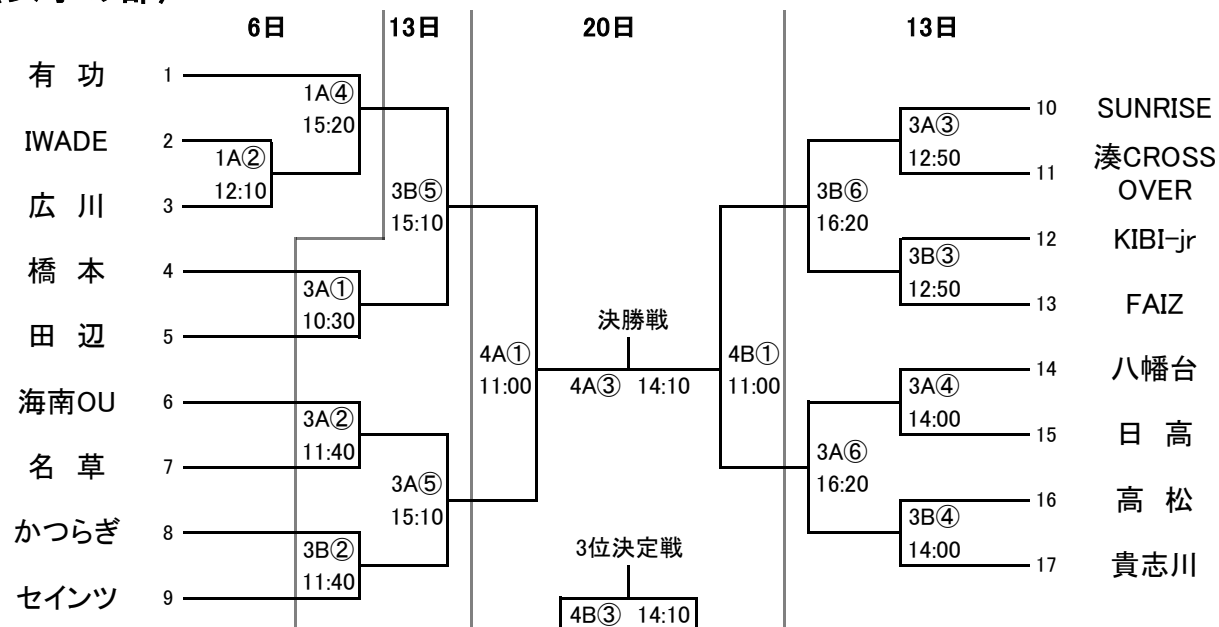 6日
13日
20日
13日
有 功
1
1A④
15:20
IWADE
2
1A②
12:10
広 川
3
3B⑤
15:10
橋 本
4
3A①
10:30
田 辺
5
海南OU
6
3A②
11:40
名 草
7
3A⑤
15:10
かつらぎ
8
3B②
11:40
セインツ
9
4A①
11:00
決勝戦
4A③ 14:10
4B①
11:00
3位決定戦
4B③ 14:10
10
SUNRISE
3A③
12:50
11
湊CROSS
OVER
3B⑥
16:20
12
KIBI-jr
3B③
12:50
13
FAIZ
14
八幡台
3A④
14:00
15
日 高
3A⑥
16:20
16
高 松
3B④
14:00
17
貴志川